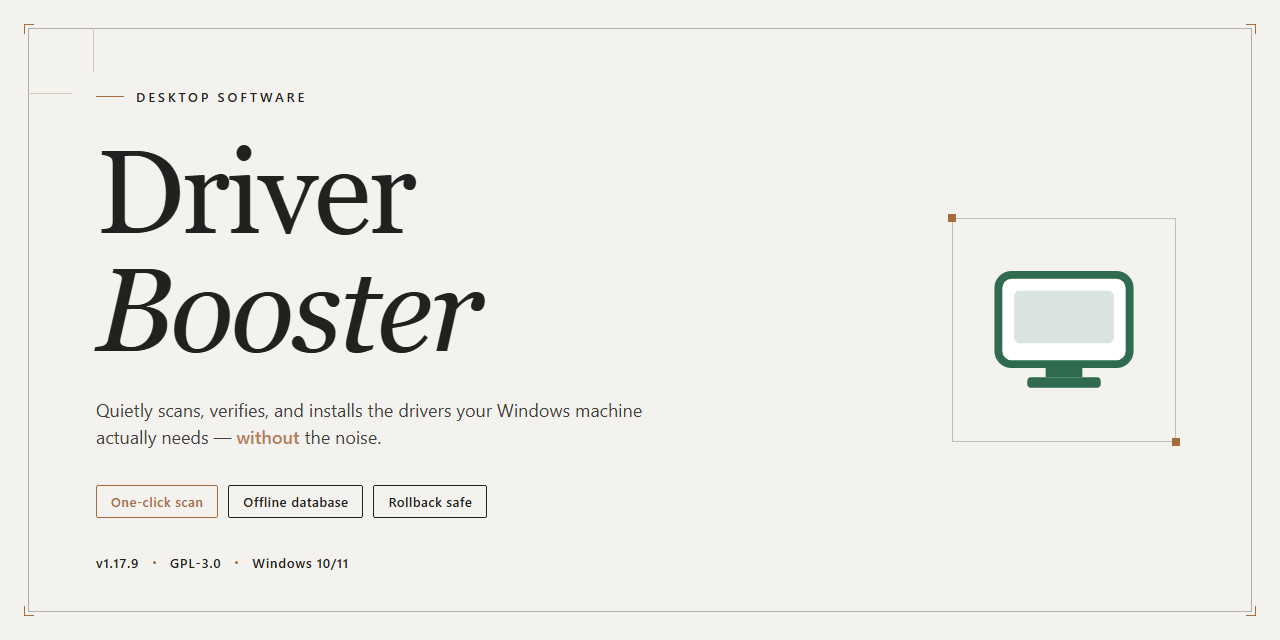 DESKTOP SOFTWARE
Driver
Booster
Quietly scans, verifies, and installs the drivers your Windows machine
actually needs — without the noise.
One-click scan Offline database Rollback safe
v1.17.9 • GPL-3.0 • Windows 10/11